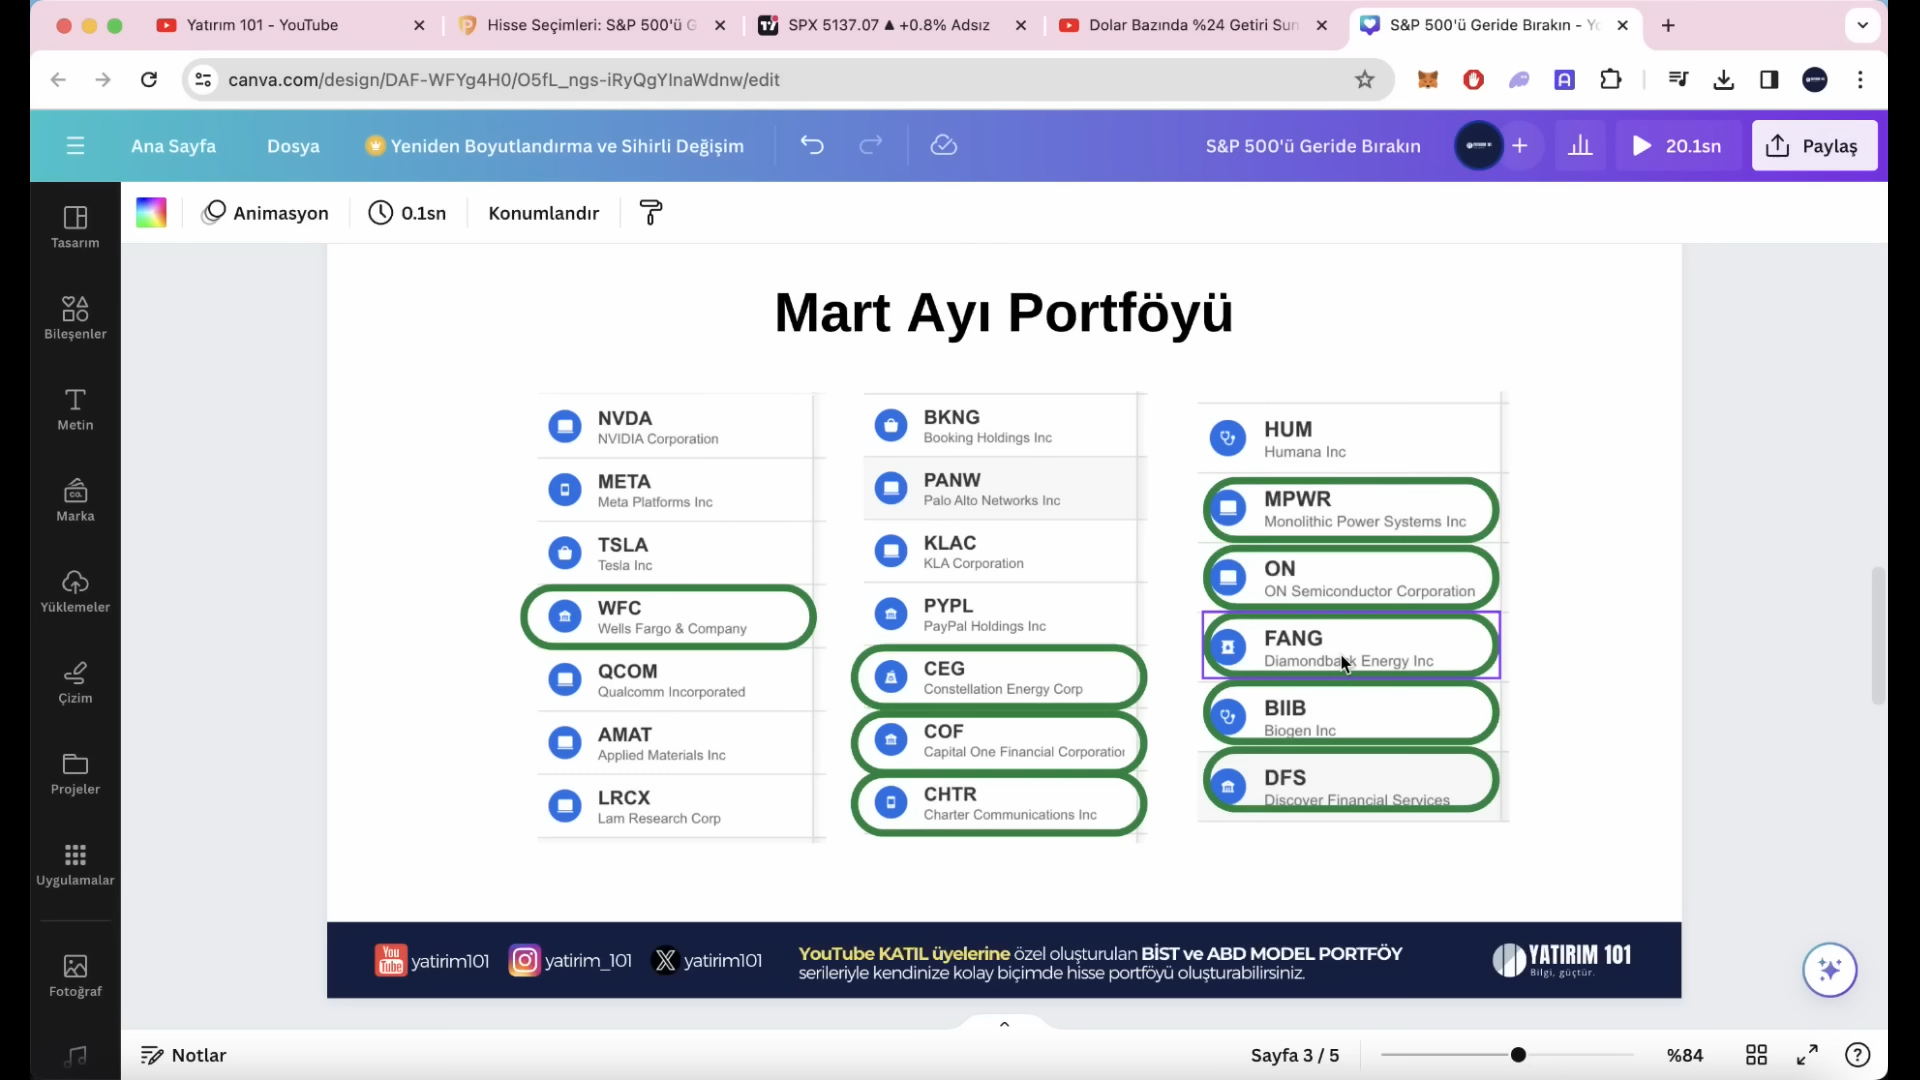 Yatırım 101 - YouTube
Hisse Seçimleri: S&P 500'ü G
SPX 5137.07 ▲ +0.8% Adsız
Dolar Bazında %24 Getiri Sun
S&P 500'ü Geride Bırakın - Yo
canva.com/design/DAF-WFYg4H0/O5fL_ngs-iRyQgYInaWdnw/edit
Ana Sayfa
Dosya
Yeniden Boyutlandırma ve Sihirli Değişim
S&P 500'ü Geride Bırakın
20.1sn
Paylaş
Animasyon
0.1sn
Konumlandır
Tasarım
Bileşenler
Metin
Marka
Yüklemeler
Çizim
Projeler
Uygulamalar
Fotoğraf
Mart Ayı Portföyü
NVDA
NVIDIA Corporation
META
Meta Platforms Inc
TSLA
Tesla Inc
WFC
Wells Fargo & Company
QCOM
Qualcomm Incorporated
AMAT
Applied Materials Inc
LRCX
Lam Research Corp
BKNG
Booking Holdings Inc
PANW
Palo Alto Networks Inc
KLAC
KLA Corporation
PYPL
PayPal Holdings Inc
CEG
Constellation Energy Corp
COF
Capital One Financial Corporation
CHTR
Charter Communications Inc
HUM
Humana Inc
MPWR
Monolithic Power Systems Inc
ON
ON Semiconductor Corporation
FANG
Diamondback Energy Inc
BIIB
Biogen Inc
DFS
Discover Financial Services
You
Tube
yatirim101
yatirim_101
yatirim101
YouTube KATIL üyelerine özel oluşturulan BİST ve ABD MODEL PORTFÖY
serileriyle kendinize kolay biçimde hisse portföyü oluşturabilirsiniz.
YATIRIM 101
Bilgi, güçtür.
Notlar
Sayfa 3 / 5
%84